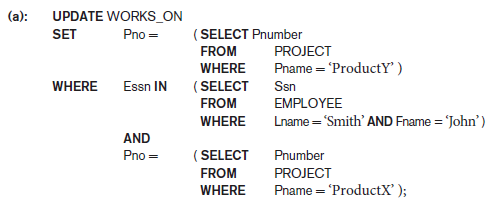 (a): UPDATE WORKS_ON
SET Pno = ( SELECT Pnumber
FROM PROJECT
WHERE Pname = ‘ProductY’ )
WHERE Essn IN ( SELECT Ssn
FROM EMPLOYEE
WHERE Lname = ‘Smith’ AND Fname = ‘John’ )
AND
Pno = ( SELECT Pnumber
FROM PROJECT
WHERE Pname = ‘ProductX’ );